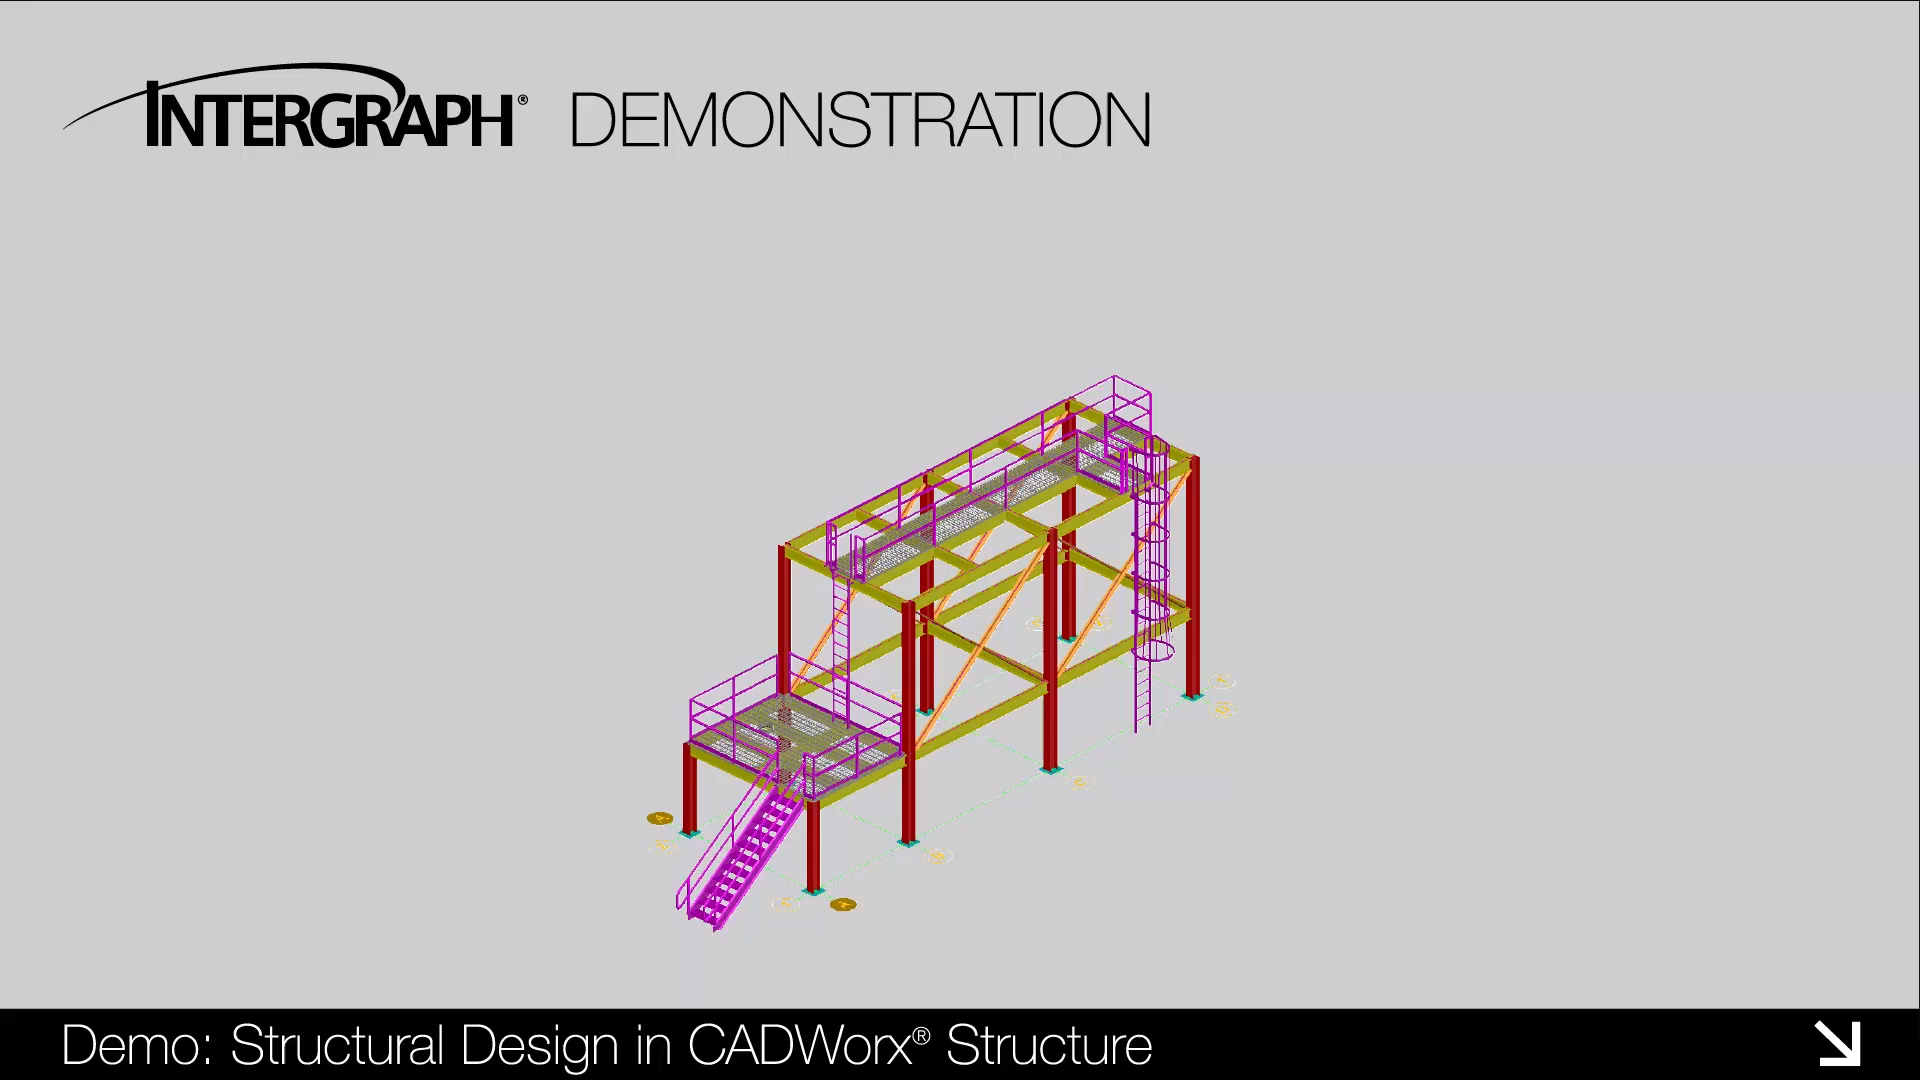 INTERGRAPH® DEMONSTRATION
Demo: Structural Design in CADWorx® Structure